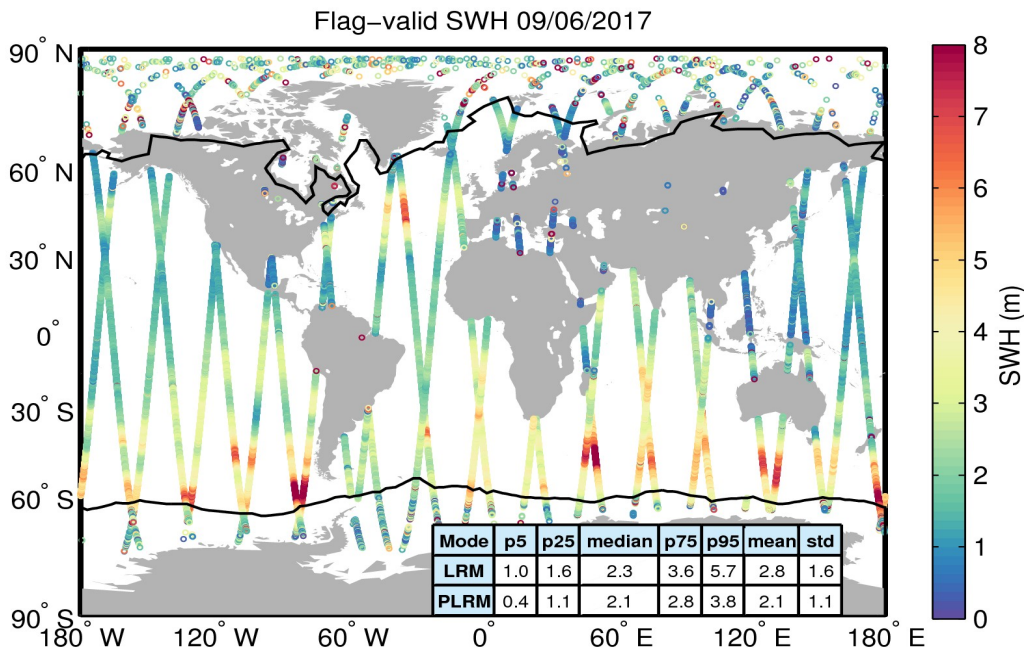 Flag−valid SWH 09/06/2017
90° N
60° N
30° N
0°
30° S
60° S
90° S
180° W
120° W
60° W
0°
60° E
120° E
180° E
8
7
6
5
4
3
2
1
0
SWH (m)
Mode p5 p25 median p75 p95 mean std
LRM 1.0 1.6 2.3 3.6 5.7 2.8 1.6
PLRM 0.4 1.1 2.1 2.8 3.8 2.1 1.1